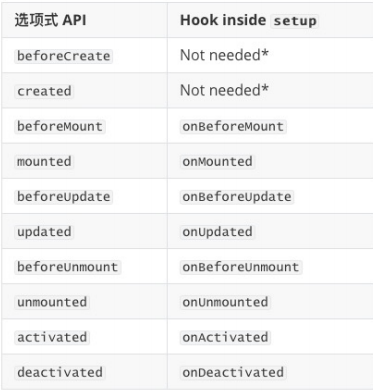 选项式 API Hook inside setup
beforeCreate Not needed*
created Not needed*
beforeMount onBeforeMount
mounted onMounted
beforeUpdate onBeforeUpdate
updated onUpdated
beforeUnmount onBeforeUnmount
unmounted onUnmounted
activated onActivated
deactivated onDeactivated